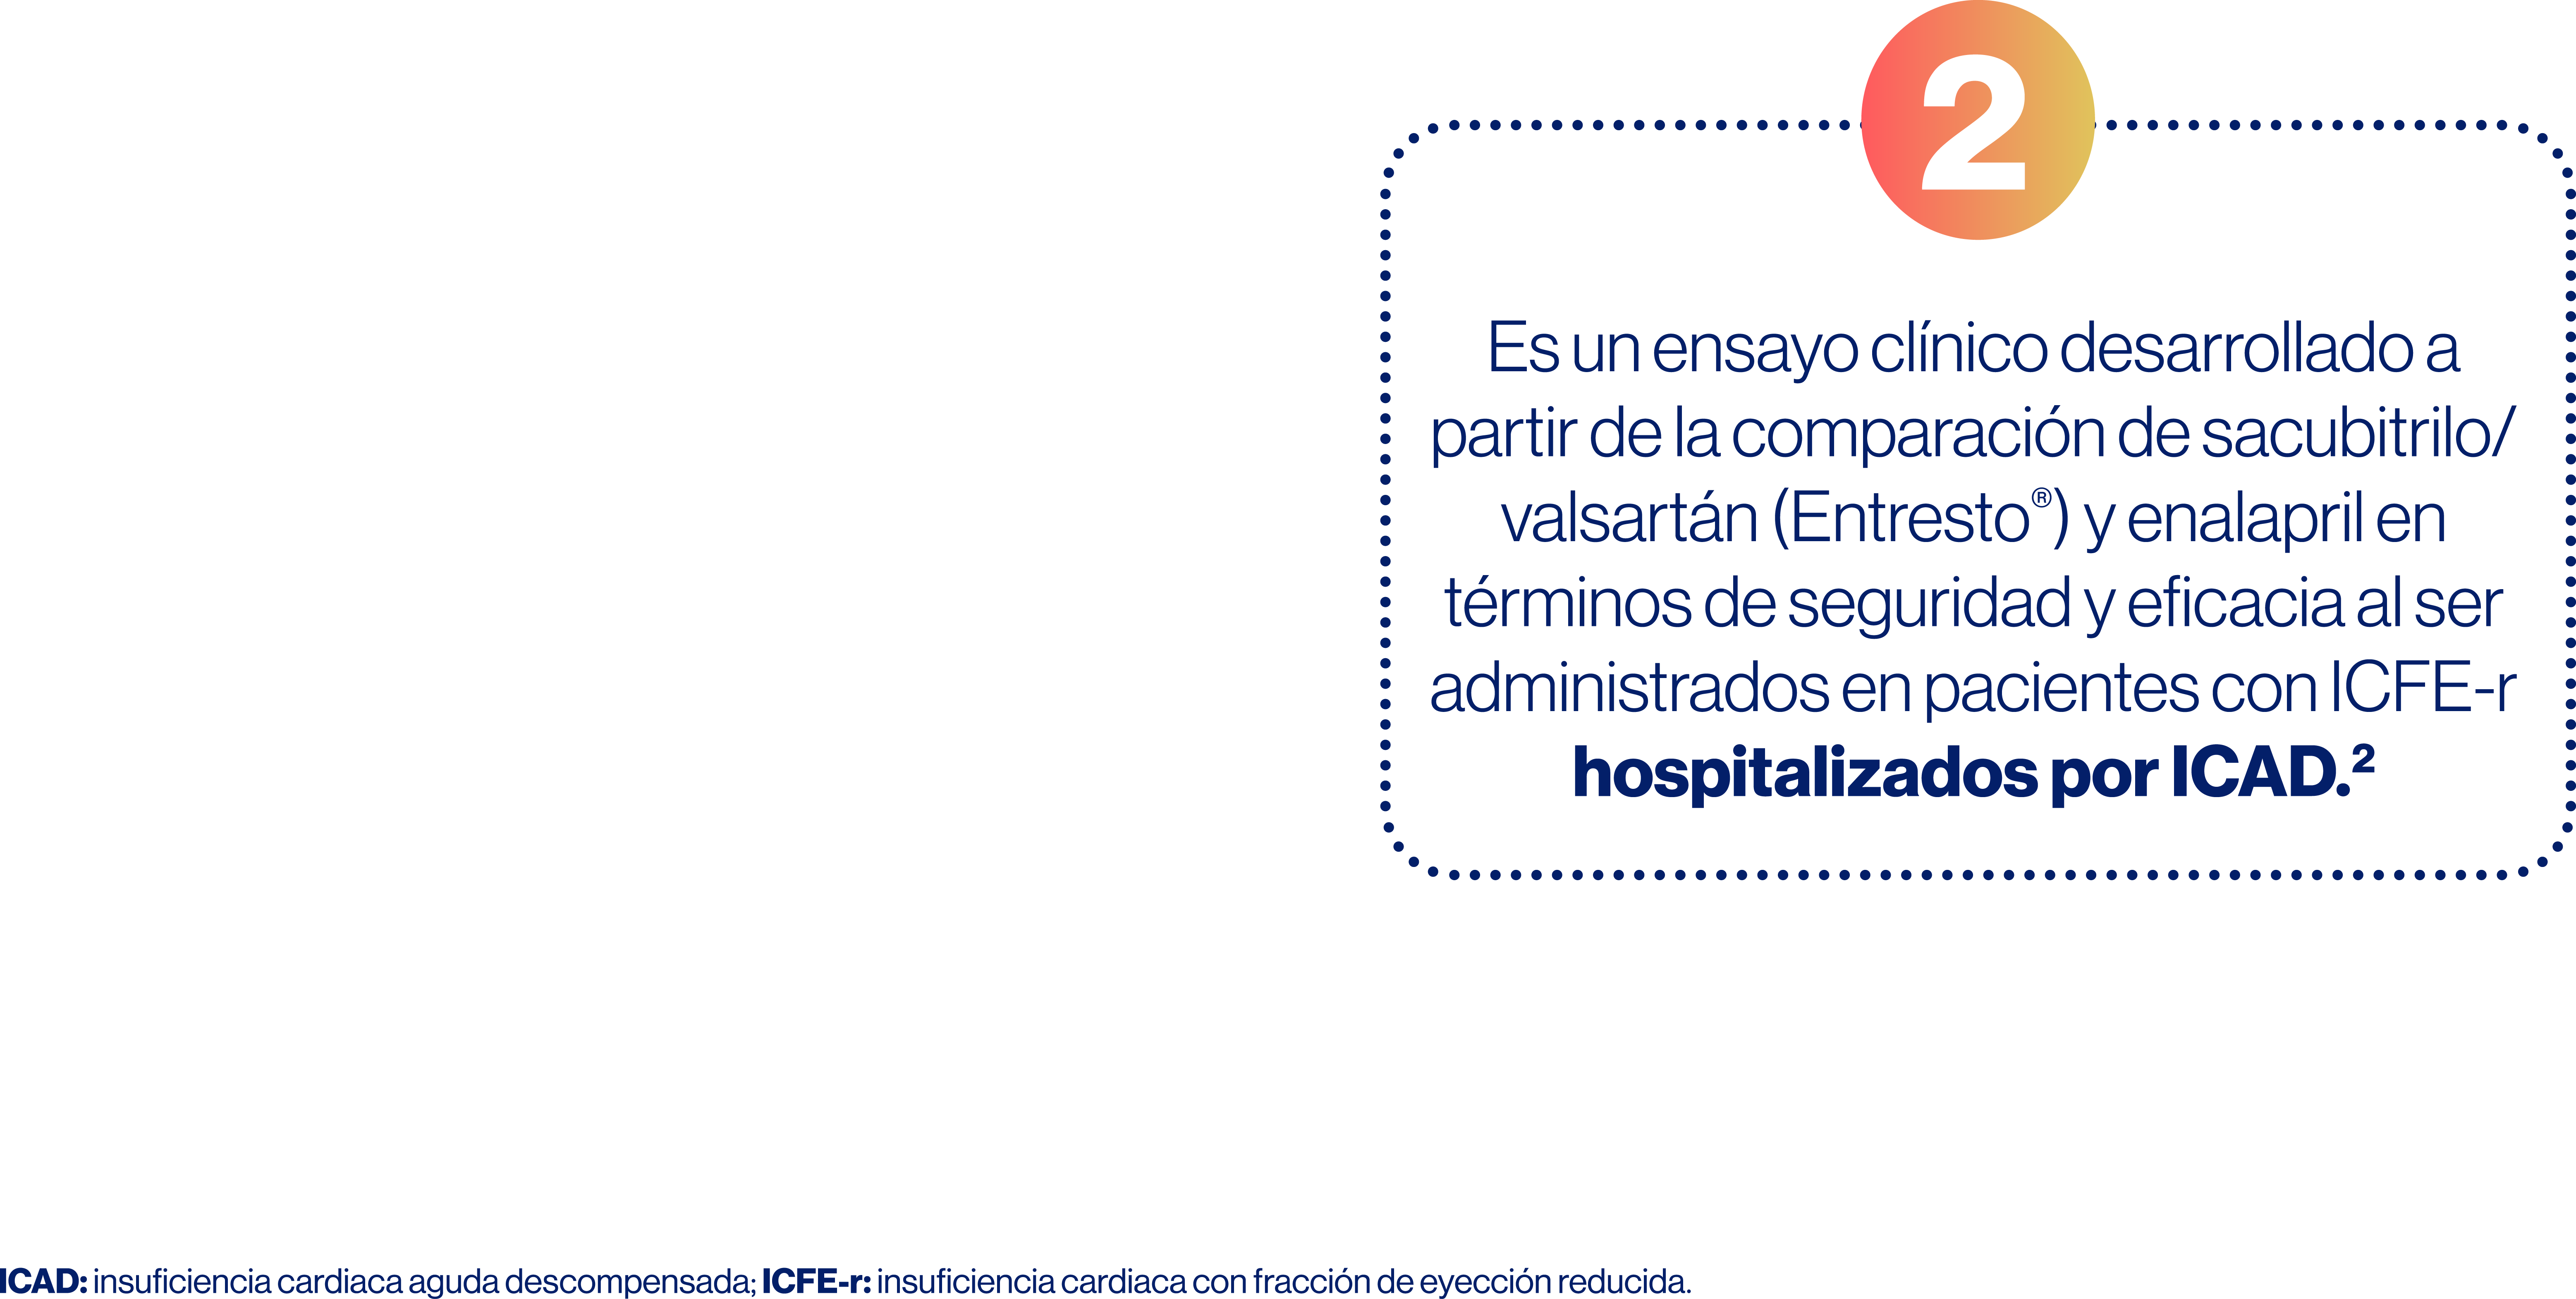 2
Es un ensayo clínico desarrollado a
partir de la comparación de sacubitrilo/
valsartán (Entresto®) y enalapril en
términos de seguridad y eficacia al ser
administrados en pacientes con ICFE-r
hospitalizados por ICAD.²
ICAD: insuficiencia cardiaca aguda descompensada; ICFE-r: insuficiencia cardiaca con fracción de eyección reducida.